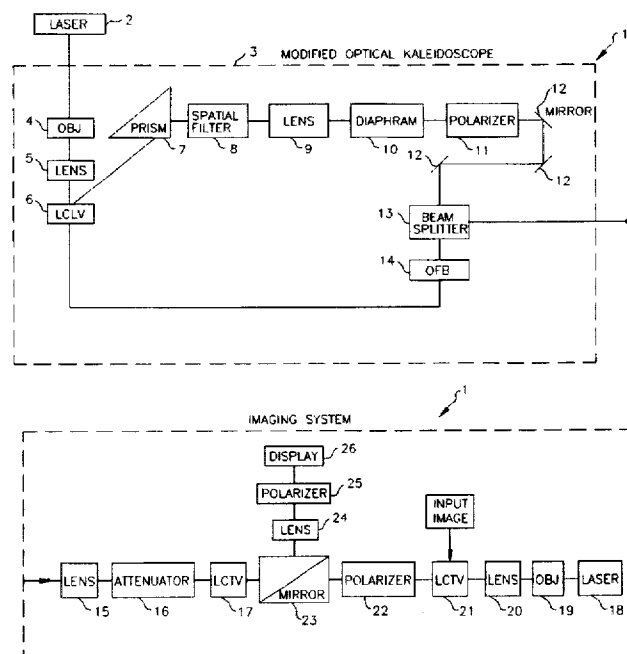 LASER 2
3 MODIFIED OPTICAL KALEIDOSCOPE 1
4 OBJ
5 LENS
6 LCLV
PRISM 7
SPATIAL FILTER 8
LENS 9
DIAPHRAM 10
POLARIZER 11
12 MIRROR
12
12
13 BEAM SPLITTER
14 OFB
1
IMAGING SYSTEM
DISPLAY 26
POLARIZER 25
LENS 24
INPUT IMAGE
LENS ATTENUATOR LCTV MIRROR POLARIZER LCTV LENS OBJ LASER
15 16 17 23 22 21 20 19 18